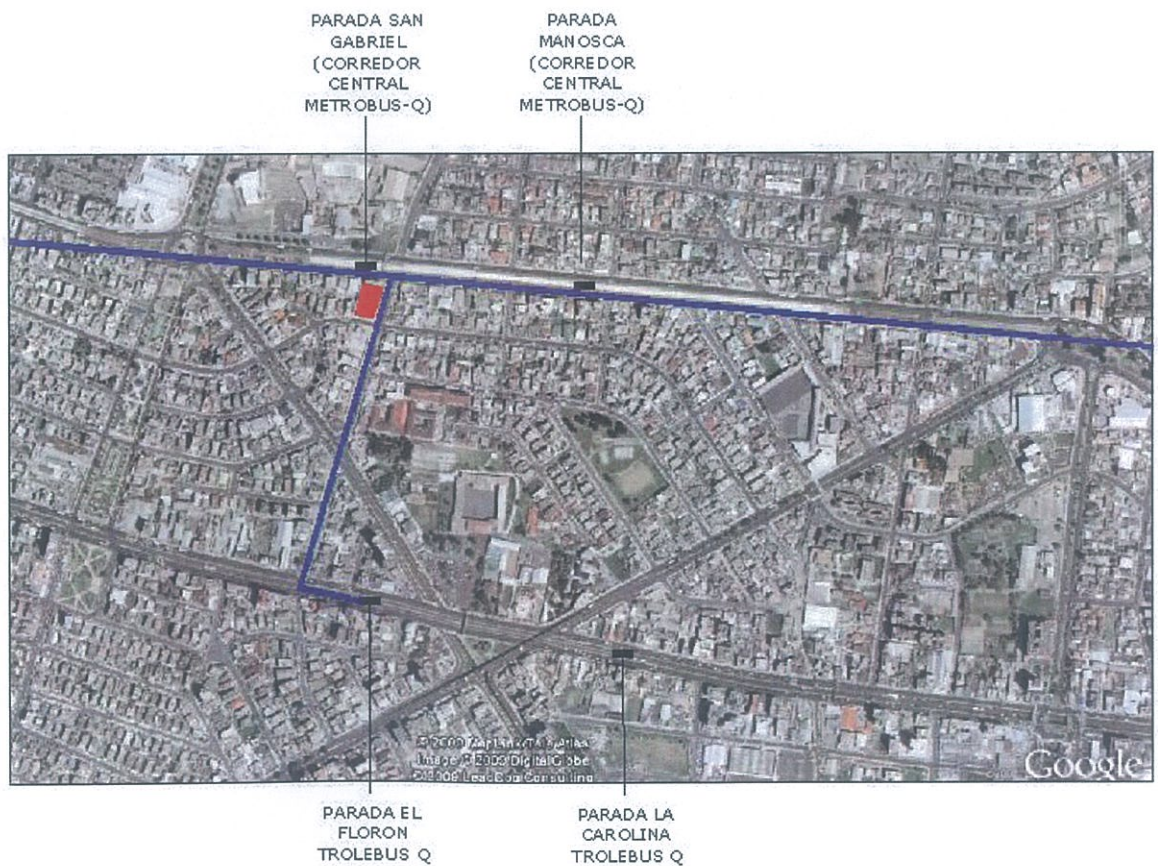 PARADA SAN
GABRIEL
(CORREDOR
CENTRAL
METROBUS-Q)
PARADA
MANOSCA
(CORREDOR
CENTRAL
METROBUS-Q)
Google
PARADA EL
FLORON
TROLEBUS Q
PARADA LA
CAROLINA
TROLEBUS Q